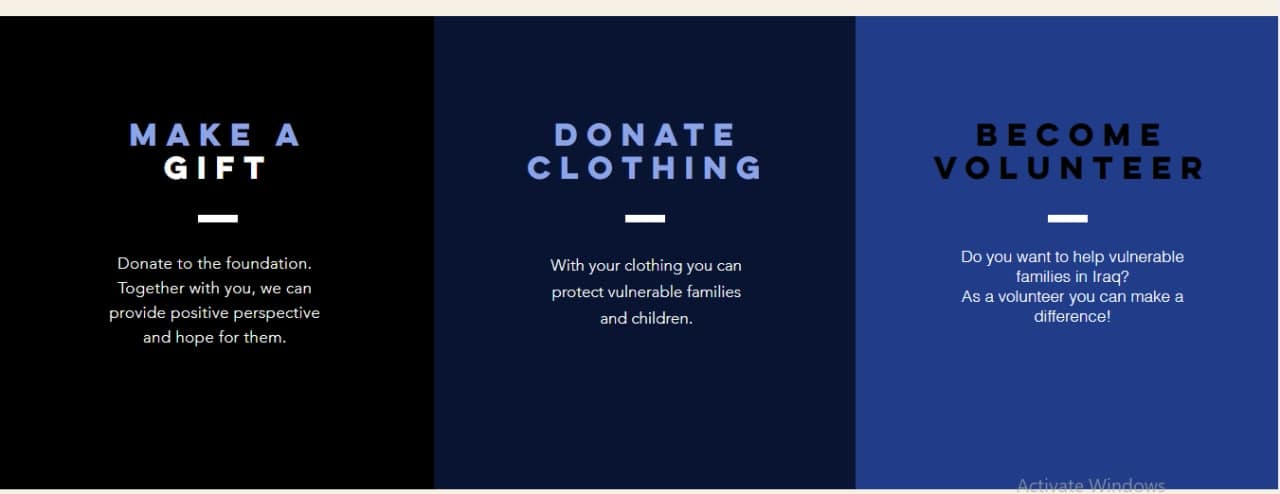 MAKE A
GIFT
Donate to the foundation.
Together with you, we can
provide positive perspective
and hope for them.
DONATE
CLOTHING
With your clothing you can
protect vulnerable families
and children.
BECOME
VOLUNTEER
Do you want to help vulnerable
families in Iraq?
As a volunteer you can make a
difference!
Activate Windows